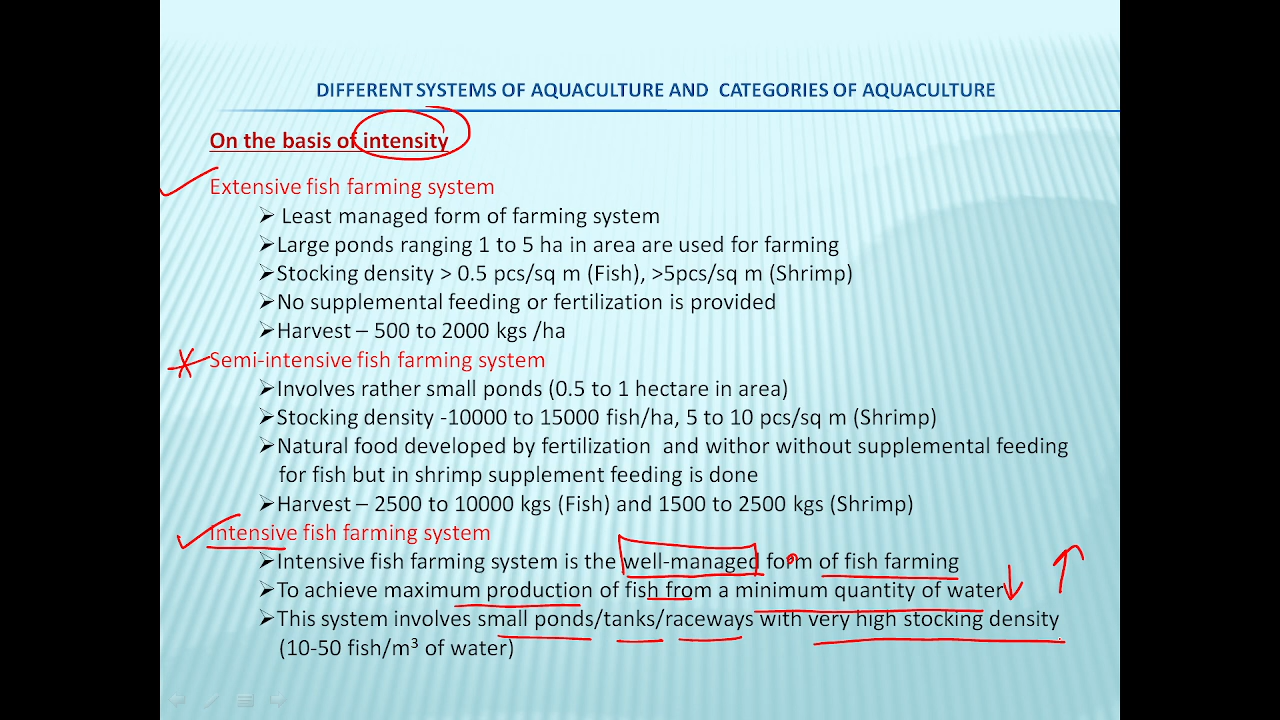 DIFFERENT SYSTEMS OF AQUACULTURE AND CATEGORIES OF AQUACULTURE
On the basis of intensity
Extensive fish farming system
➢ Least managed form of farming system
➢Large ponds ranging 1 to 5 ha in area are used for farming
➢Stocking density > 0.5 pcs/sq m (Fish), >5pcs/sq m (Shrimp)
➢No supplemental feeding or fertilization is provided
➢Harvest – 500 to 2000 kgs /ha
Semi-intensive fish farming system
➢Involves rather small ponds (0.5 to 1 hectare in area)
➢Stocking density -10000 to 15000 fish/ha, 5 to 10 pcs/sq m (Shrimp)
➢Natural food developed by fertilization and withor without supplemental feeding
for fish but in shrimp supplement feeding is done
➢Harvest – 2500 to 10000 kgs (Fish) and 1500 to 2500 kgs (Shrimp)
Intensive fish farming system
➢Intensive fish farming system is the well-managed form of fish farming
➢To achieve maximum production of fish from a minimum quantity of water
➢This system involves small ponds/tanks/raceways with very high stocking density
(10-50 fish/m³ of water)